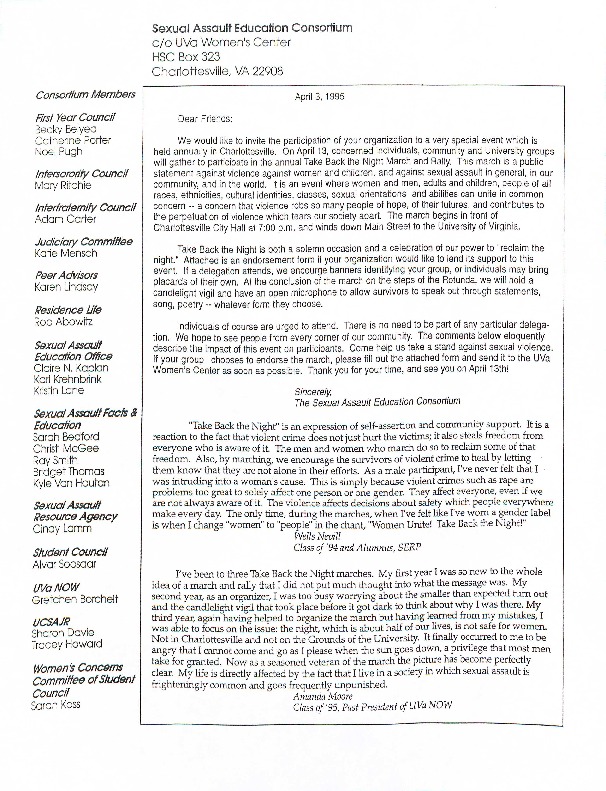 Sexual Assault Education Consortium
c/o UVa Women's Center
HSC Box 323
Charlottesville, VA 22908
Consortium Members
First Year Council
Becky Belyea
Catherine Porter
Noel Pugh
Intersorority Council
Mary Ritchie
Interfraternity Council
Adam Carter
Judiciary Committee
Katie Mensch
Peer Advisors
Karen Lindsay
Residence Life
Rob Abowitz
Sexual Assault
Education Office
Claire N. Kaplan
Karl Krehnbrink
Kristin Lane
Sexual Assault Facts &
Education
Sarah Bedford
Christi McGee
Ray Smith
Bridget Thomas
Kyle Van Houtan
Sexual Assault
Resource Agency
Cindy Lamm
Student Council
Alvar Soosaar
UVa NOW
Gretchen Borchelt
UCSAJR
Sharon Davie
Tracey Howard
Women's Concerns
Committee of Student
Council
Sarah Kass
April 3, 1995
Dear Friends:
We would like to invite the participation of your organization to a very special event which is
held annually in Charlottesville. On April 13, concerned individuals, community and University groups
will gather to participate in the annual Take Back the Night March and Rally. This march is a public
statement against violence against women and children, and against sexual assault in general, in our
community, and in the world. It is an event where women and men, adults and children, people of all
races, ethnicities, cultural identities, classes, sexual orientations, and abilities can unite in common
concern -- a concern that violence robs so many people of hope, of their futures, and contributes to
the perpetuation of violence which tears our society apart. The march begins in front of
Charlottesville City Hall at 7:00 p.m. and winds down Main Street to the University of Virginia.
Take Back the Night is both a solemn occasion and a celebration of our power to "reclaim the
night." Attached is an endorsement form if your organization would like to lend its support to this
event. If a delegation attends, we encourage banners identifying your group, or individuals may bring
placards of their own. At the conclusion of the march on the steps of the Rotunda, we will hold a
candlelight vigil and have an open microphone to allow survivors to speak out through statements,
song, poetry -- whatever form they choose.
Individuals of course are urged to attend. There is no need to be part of any particular delega-
tion. We hope to see people from every corner of our community. The comments below eloquently
describe the impact of this event on participants. Come help us take a stand against sexual violence.
If your group chooses to endorse the march, please fill out the attached form and send it to the UVa
Women's Center as soon as possible. Thank you for your time, and see you on April 13th!
Sincerely,
The Sexual Assault Education Consortium
"Take Back the Night" is an expression of self-assertion and community support. It is a
reaction to the fact that violent crime does not just hurt the victims; it also steals freedom from
everyone who is aware of it. The men and women who march do so to reclaim some of that
freedom. Also, by marching, we encourage the survivors of violent crime to heal by letting
them know that they are not alone in their efforts. As a male participant, I've never felt that I
was intruding into a woman's cause. This is simply because violent crimes such as rape are
problems too great to solely affect one person or one gender. They affect everyone, even if we
are not always aware of it. The violence affects decisions about safety which people everywhere
make every day. The only time, during the marches, when I've felt like I've worn a gender label
is when I change "women" to "people" in the chant, "Women Unite! Take Back the Night!"
Wells Nevill
Class of '94 and Alumnus, SERP
I've been to three Take Back the Night marches. My first year I was so new to the whole
idea of a march and rally that I did not put much thought into what the message was. My
second year, as an organizer, I was too busy worrying about the smaller than expected turn out
and the candlelight vigil that took place before it got dark to think about why I was there. My
third year, again having helped to organize the march but having learned from my mistakes, I
was able to focus on the issue: the night, which is about half of our lives, is not safe for women.
Not in Charlottesville and not on the Grounds of the University. It finally occurred to me to be
angry that I cannot come and go as I please when the sun goes down, a privilege that most men
take for granted. Now as a seasoned veteran of the march the picture has become perfectly
clear. My life is directly affected by the fact that I live in a society in which sexual assault is
frighteningly common and goes frequently unpunished.
Amanda Moore
Class of '95, Past President of UVa NOW